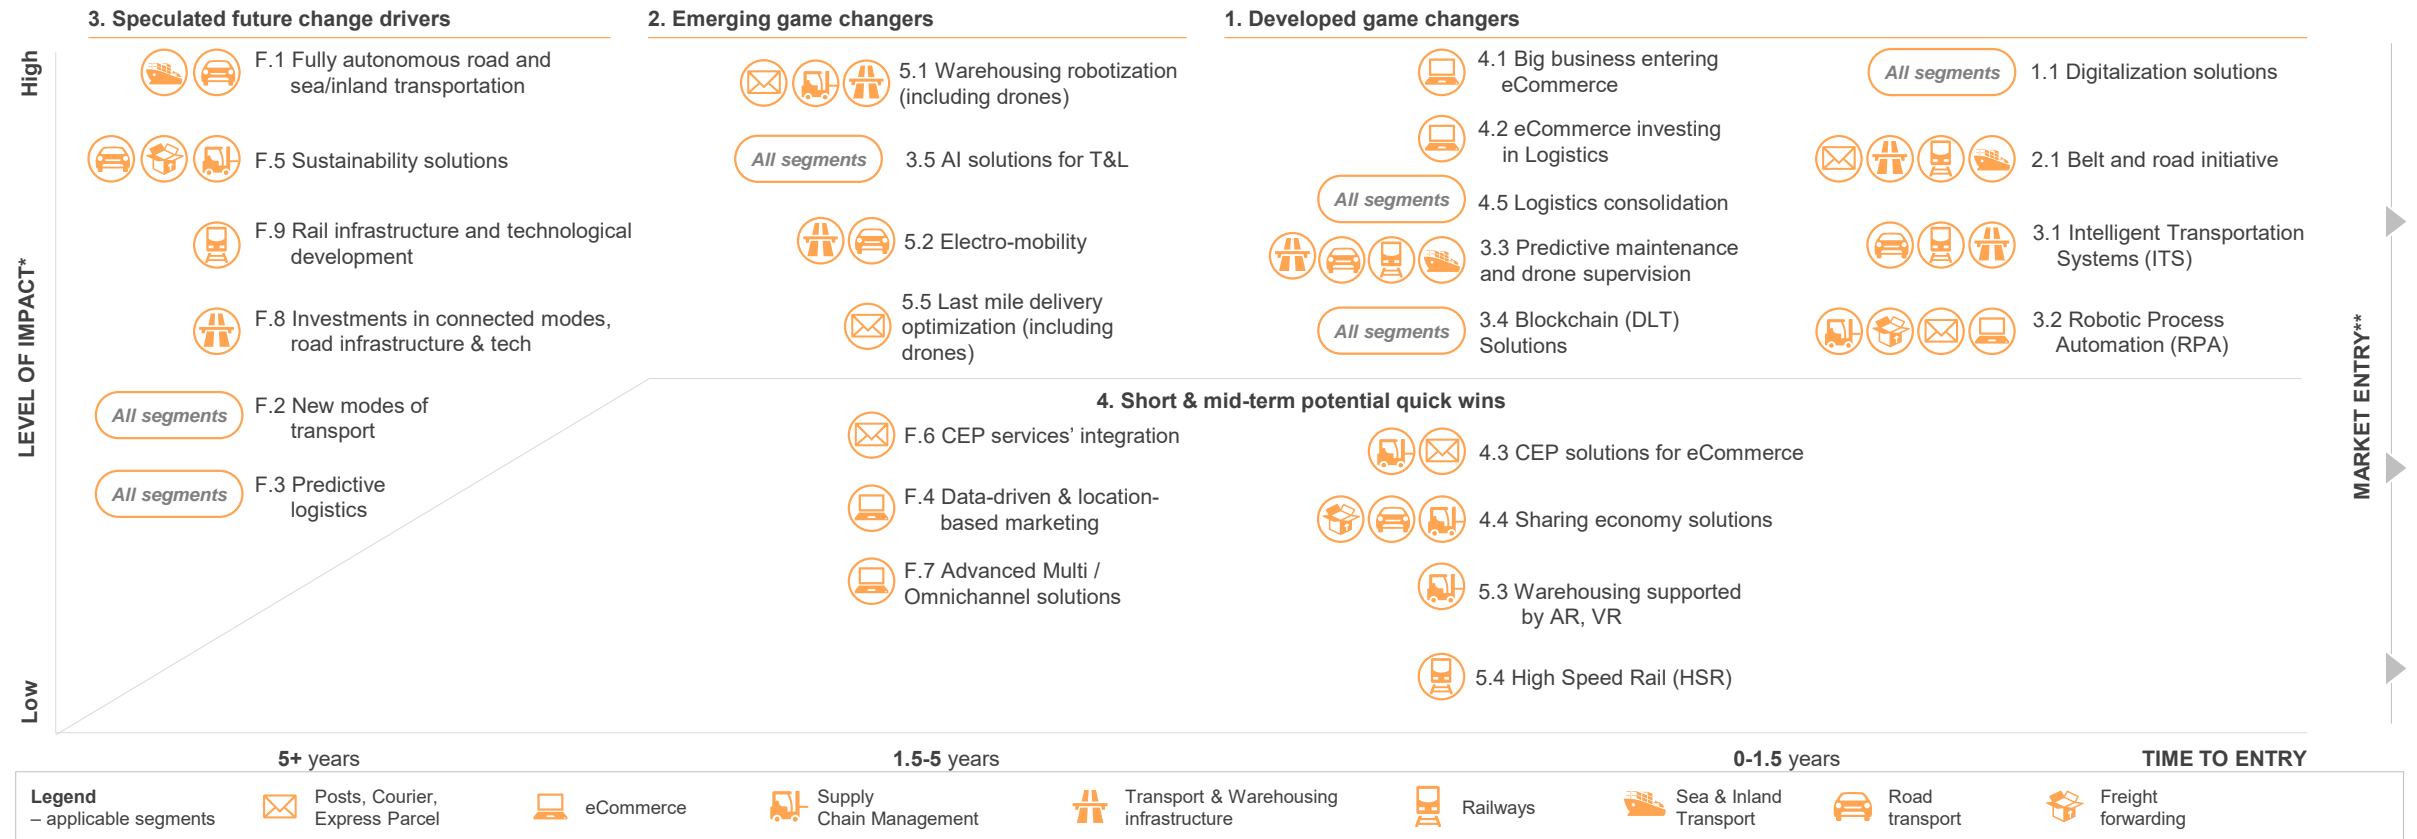 3. Speculated future change drivers
2. Emerging game changers
1. Developed game changers
High
LEVEL OF IMPACT*
Low
F.1 Fully autonomous road and
sea/inland transportation
F.5 Sustainability solutions
F.9 Rail infrastructure and technological
development
F.8 Investments in connected modes,
road infrastructure & tech
All segments
F.2 New modes of
transport
All segments
F.3 Predictive
logistics
5.1 Warehousing robotization
(including drones)
All segments
3.5 AI solutions for T&L
5.2 Electro-mobility
5.5 Last mile delivery
optimization (including
drones)
4.1 Big business entering
eCommerce
4.2 eCommerce investing
in Logistics
All segments
4.5 Logistics consolidation
3.3 Predictive maintenance
and drone supervision
All segments
3.4 Blockchain (DLT)
Solutions
All segments
1.1 Digitalization solutions
2.1 Belt and road initiative
3.1 Intelligent Transportation
Systems (ITS)
3.2 Robotic Process
Automation (RPA)
4. Short & mid-term potential quick wins
F.6 CEP services’ integration
F.4 Data-driven & location-
based marketing
F.7 Advanced Multi /
Omnichannel solutions
4.3 CEP solutions for eCommerce
4.4 Sharing economy solutions
5.3 Warehousing supported
by AR, VR
5.4 High Speed Rail (HSR)
MARKET ENTRY**
5+ years
1.5-5 years
0-1.5 years
TIME TO ENTRY
Legend
– applicable segments
Posts, Courier,
Express Parcel
eCommerce
Supply
Chain Management
Transport & Warehousing
infrastructure
Railways
Sea & Inland
Transport
Road
transport
Freight
forwarding